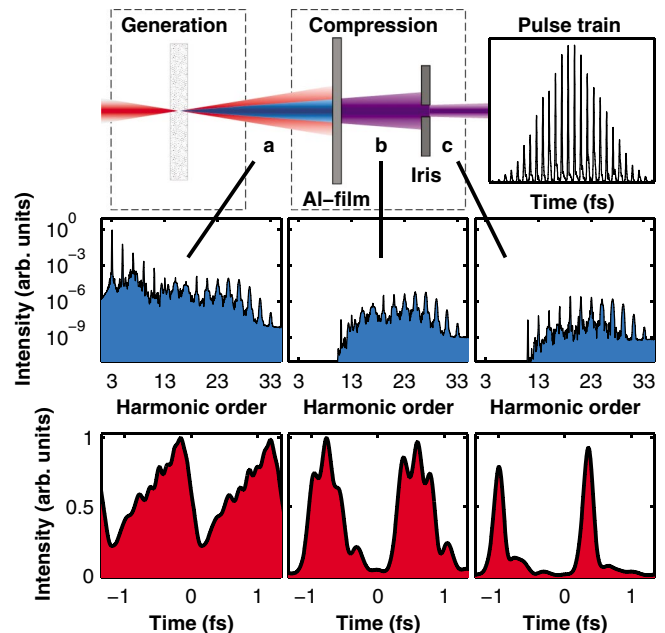 Generation
Compression
Pulse train
a
b
c
Al-film
Iris
Time (fs)
Intensity (arb. units)
10^0
10^-3
10^-6
10^-9
3 13 23 33
3 13 23 33
3 13 23 33
Harmonic order
Harmonic order
Harmonic order
Intensity (arb. units)
1
0.5
0
-1 0 1
-1 0 1
-1 0 1
Time (fs)
Time (fs)
Time (fs)